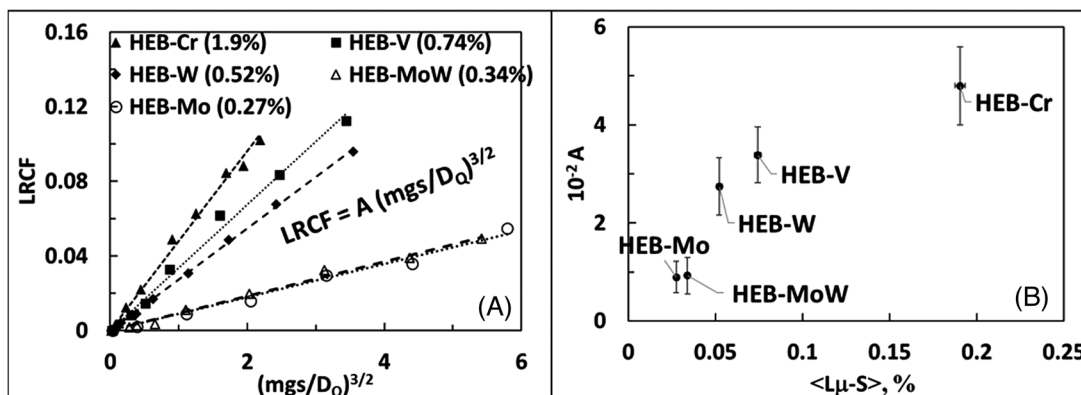 0.16
0.12
0.08
0.04
0
LRCF
HEB-Cr (1.9%)
HEB-V (0.74%)
HEB-W (0.52%)
HEB-MoW (0.34%)
HEB-Mo (0.27%)
LRCF = A (mgs/D_Q)^3/2
(A)
0 2 4 6
(mgs/D_Q)^3/2
6
4
2
0
10^-2 A
HEB-Cr
HEB-V
HEB-W
HEB-Mo
HEB-MoW
(B)
0 0.05 0.1 0.15 0.2 0.25
<Lμ-S>, %